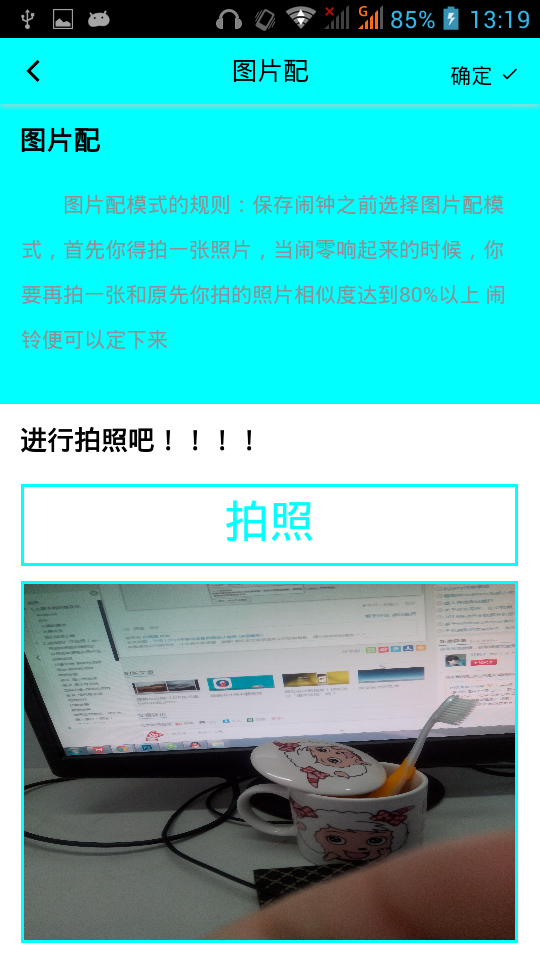 G 85% 13:19
图片配 确定
图片配
图片配模式的规则：保存闹钟之前选择图片配模
式，首先你得拍一张照片，当闹零响起来的时候，你
要再拍一张和原先你拍的照片相似度达到80%以上 闹
铃便可以定下来
进行拍照吧！！！！
拍照